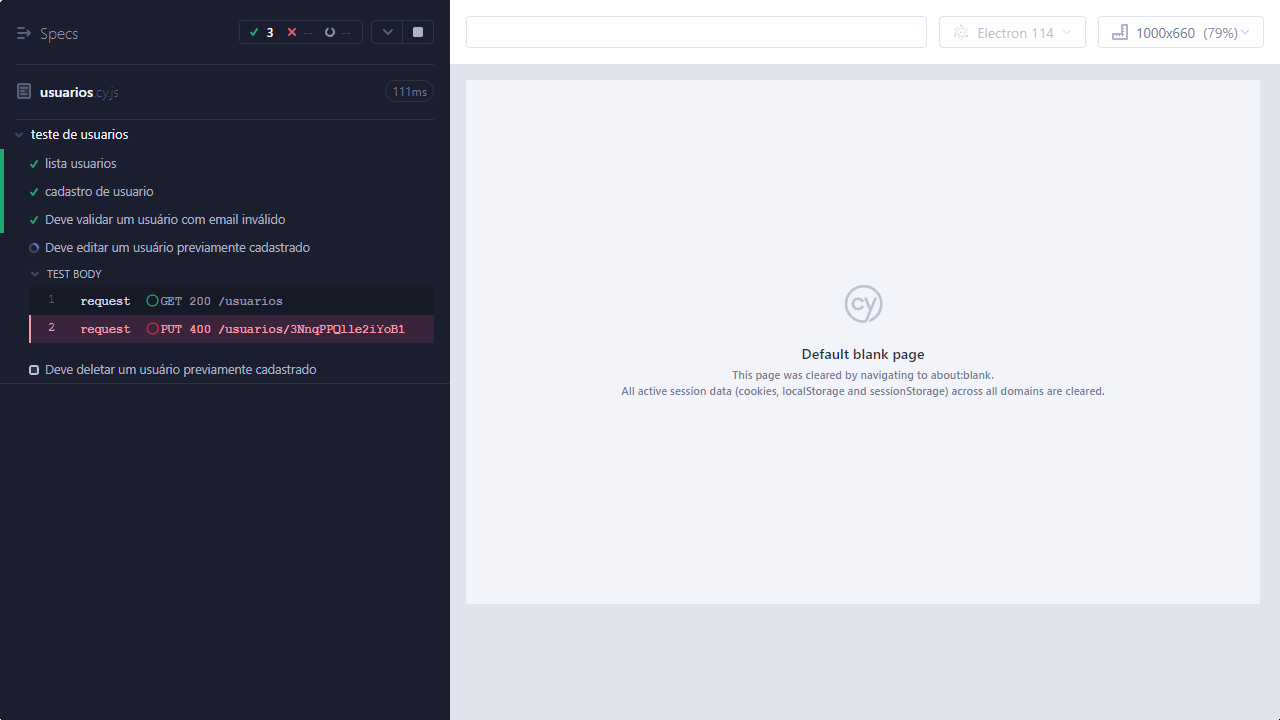 Specs
3
--
--
usuarios.cy.js
111ms
teste de usuarios
lista usuarios
cadastro de usuario
Deve validar um usuário com email inválido
Deve editar um usuário previamente cadastrado
TEST BODY
1 request GET 200 /usuarios
2 request PUT 400 /usuarios/3NnqPPQlle2iYoB1
Deve deletar um usuário previamente cadastrado
Electron 114
1000x660 (79%)
cy
Default blank page
This page was cleared by navigating to about:blank.
All active session data (cookies, localStorage and sessionStorage) across all domains are cleared.